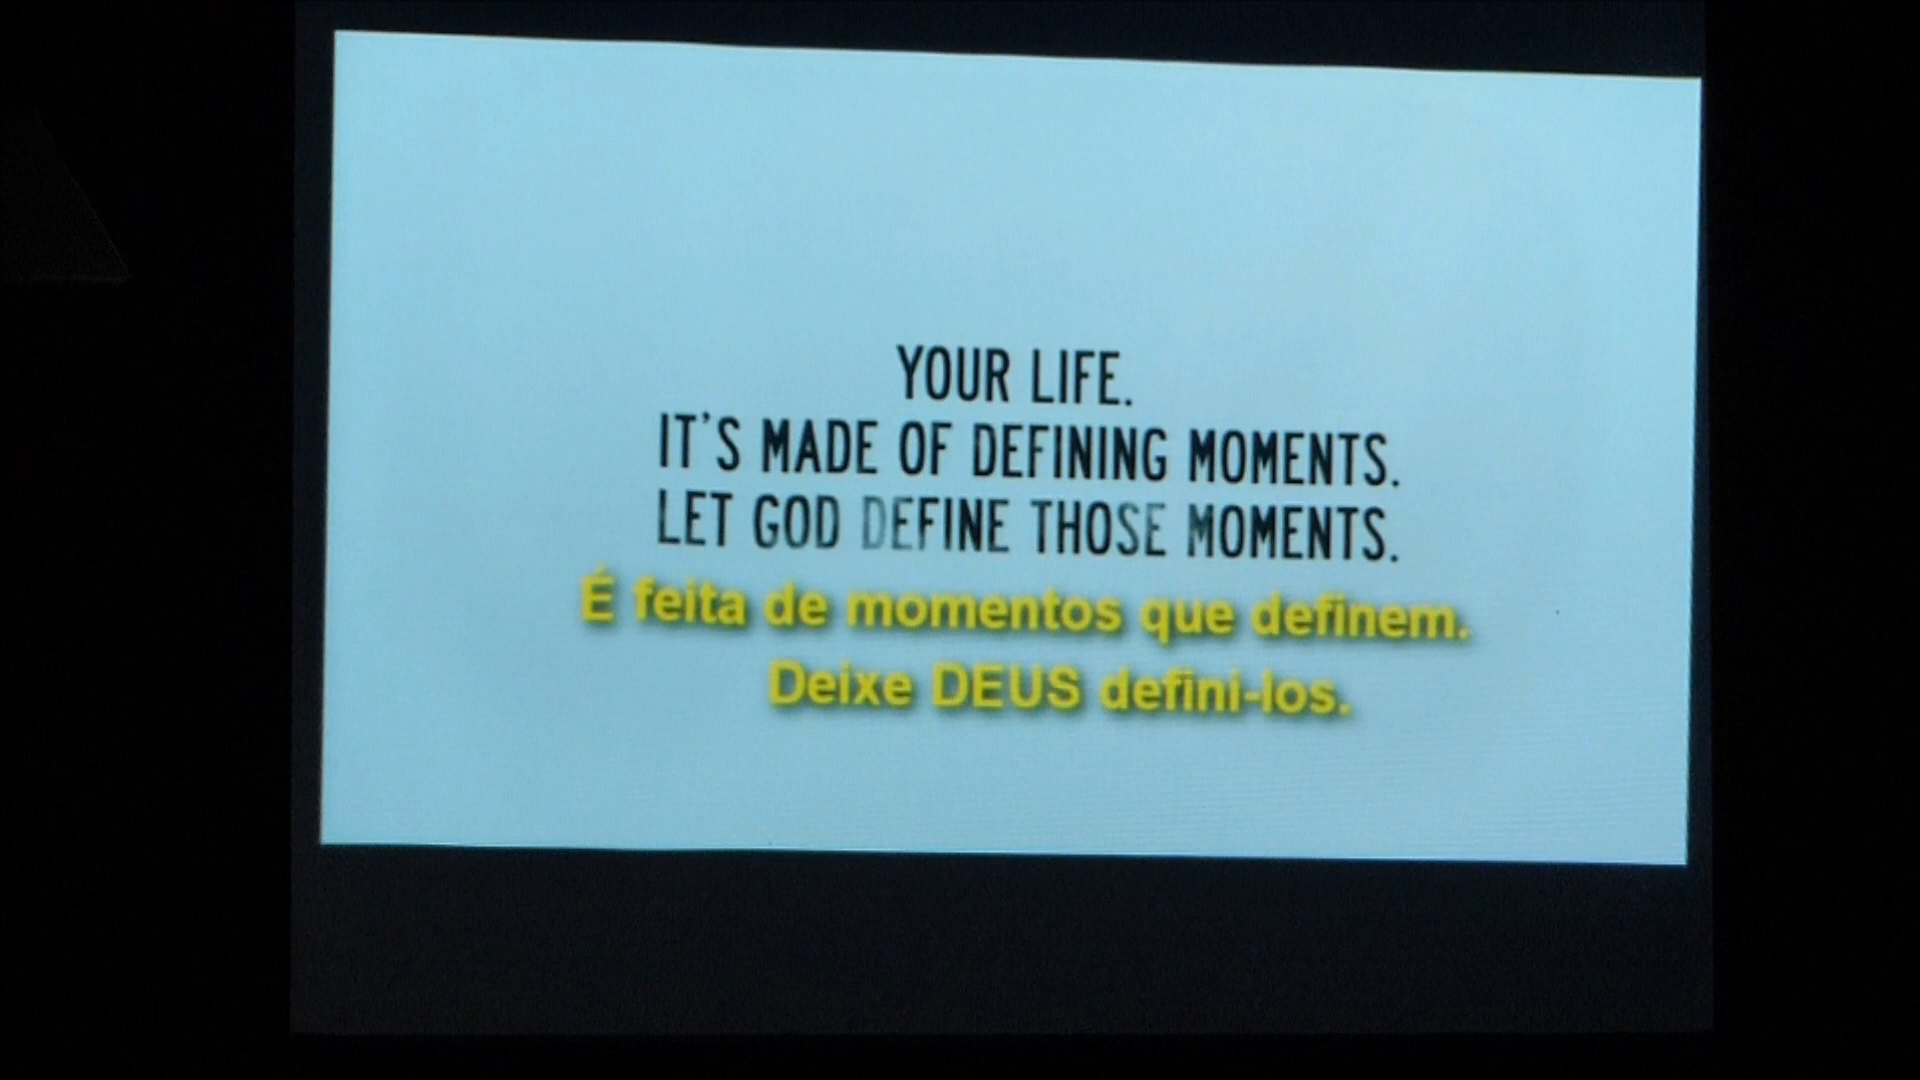 YOUR LIFE.
IT'S MADE OF DEFINING MOMENTS.
LET GOD DEFINE THOSE MOMENTS.
É feita de momentos que definem.
Deixe DEUS defini-los.